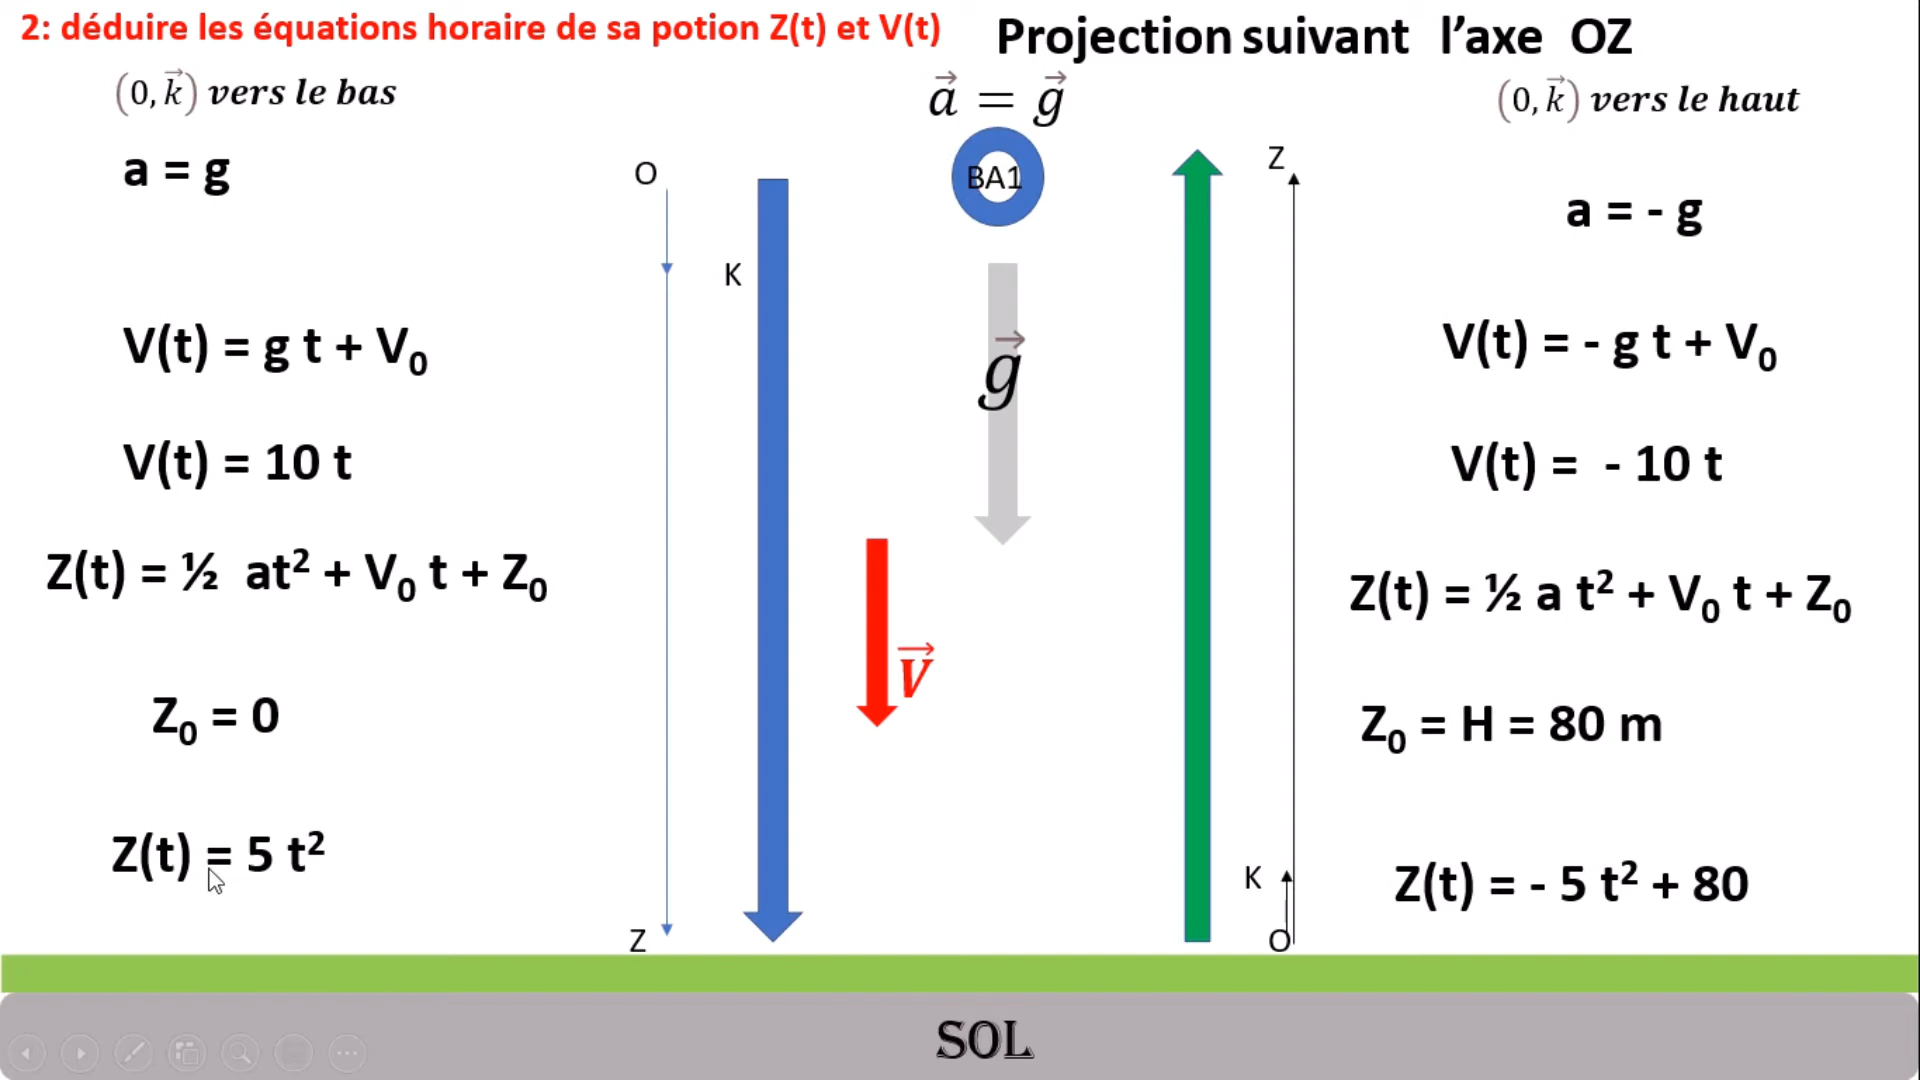 2: déduire les équations horaire de sa potion Z(t) et V(t)
Projection suivant l’axe OZ
(0, k⃗) vers le bas
a⃗ = g⃗
(0, k⃗) vers le haut
a = g
O
BA1
Z
a = - g
K
V(t) = g t + V₀
g⃗
V(t) = - g t + V₀
V(t) = 10 t
V(t) = - 10 t
Z(t) = ½ at² + V₀ t + Z₀
Z(t) = ½ a t² + V₀ t + Z₀
V⃗
Z₀ = 0
Z₀ = H = 80 m
Z(t) = 5 t²
K
Z(t) = - 5 t² + 80
Z
O
SOL